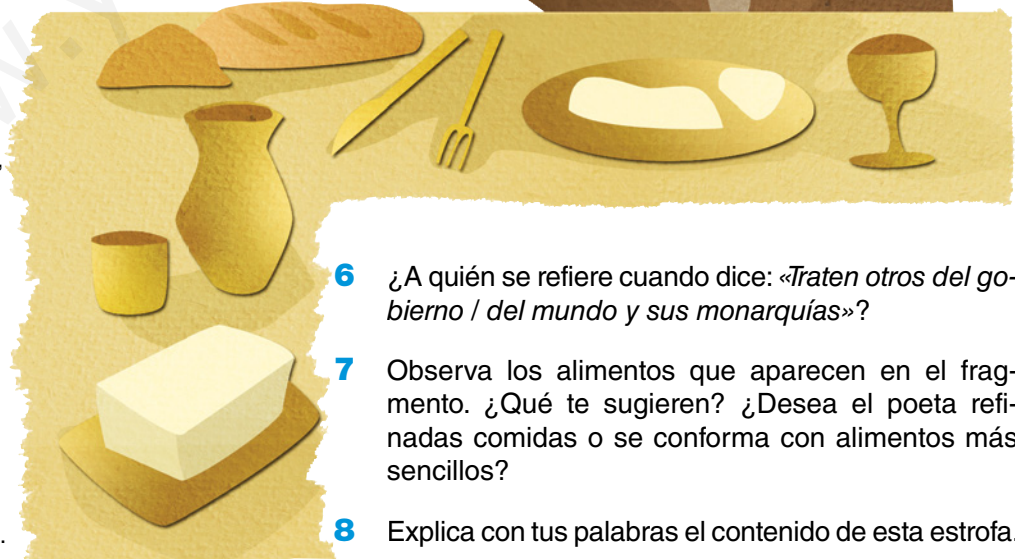 6 ¿A quién se refiere cuando dice: «Traten otros del go-
bierno / del mundo y sus monarquías»?
7 Observa los alimentos que aparecen en el frag-
mento. ¿Qué te sugieren? ¿Desea el poeta refi-
nadas comidas o se conforma con alimentos más
sencillos?
8 Explica con tus palabras el contenido de esta estrofa.